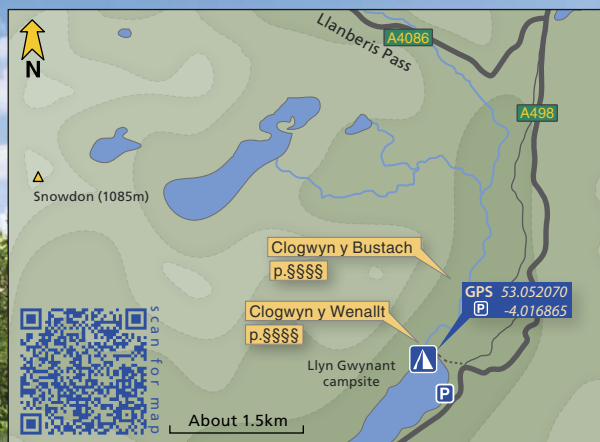 N
Llanberis Pass
A4086
A498
Snowdon (1085m)
Clogwyn y Bustach
p.§§§§
GPS 53.052070
P -4.016865
Clogwyn y Wenallt
p.§§§§
Llyn Gwynant
campsite
P
scan for map
About 1.5km